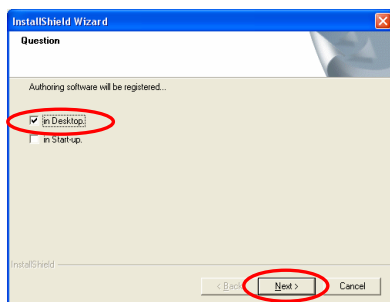 InstallShield Wizard
Question
Authoring software will be registered...
in Desktop.
in Start-up.
InstallShield
< Back
Next >
Cancel